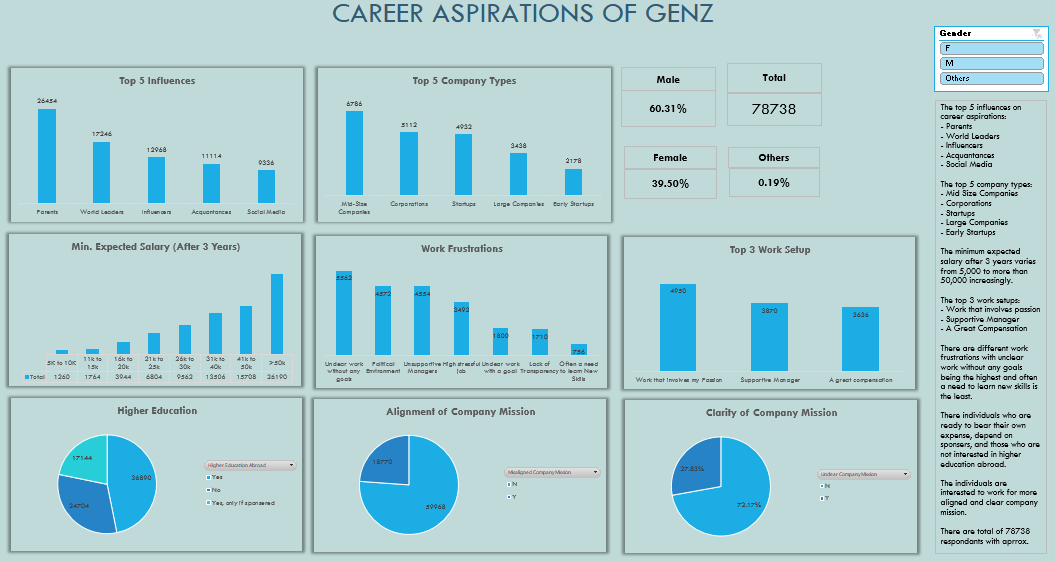 CAREER ASPIRATIONS OF GENZ
Gender
F
M
Others
Top 5 Influences
26454
17246
12968
11114
9336
Parents
World Leaders
Influencers
Acquantances
Social Media
Top 5 Company Types
6786
5112
4932
3438
2178
Mid-Size
Companies
Corporations
Startups
Large Companies
Early Startups
Male
60.31%
Total
78738
Female
39.50%
Others
0.19%
Min. Expected Salary (After 3 Years)
5K to 10K
11k to
15k
16k to
20k
21k to
25k
26k to
30k
31k to
40k
41k to
50k
>50k
Total
1260
1764
3944
6804
9562
13506
15708
26190
Work Frustrations
5562
4572
4554
3492
1800
1710
756
Unclear work
without any
goals
Political
Environment
Unsupportive
Managers
High stressful
job
Unclear work
with a goal
Lack of
Transparency
Often a need
to learn New
Skills
Top 3 Work Setup
4950
3870
3636
Work that involves my Passion
Supportive Manager
A great compensation
Higher Education
17144
36890
24704
Higher Education Abroad
Yes
No
Yes, only if sponsered
Alignment of Company Mission
18770
59968
Misaligned Company Mission
N
Y
Clarity of Company Mission
27.83%
72.17%
Unclear Company Mission
N
Y
The top 5 influences on
career aspirations:
- Parents
- World Leaders
- Influencers
- Acquantances
- Social Media
The top 5 company types:
- Mid Size Companies
- Corporations
- Startups
- Large Companies
- Early Startups
The minimum expected
salary after 3 years varies
from 5,000 to more than
50,000 increasingly.
The top 3 work setups:
- Work that involves passion
- Supportive Manager
- A Great Compensation
There are different work
frustrations with unclear
work without any goals
being the highest and often
a need to learn new skills is
the least.
There individuals who are
ready to bear their own
expense, depend on
sponsers, and those who are
not interested in higher
education abroad.
The individuals are
interested to work for more
aligned and clear company
mission.
There are total of 78738
respondants with aprrox.